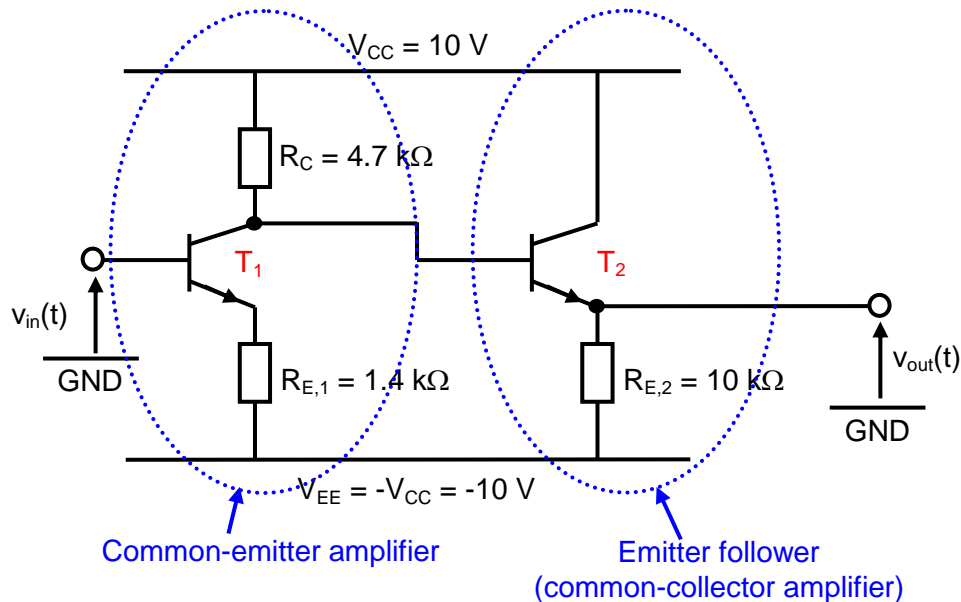 V_CC = 10 V
R_C = 4.7 kΩ
T_1
T_2
v_in(t)
GND
R_E,1 = 1.4 kΩ
R_E,2 = 10 kΩ
v_out(t)
GND
V_EE = -V_CC = -10 V
Common-emitter amplifier
Emitter follower
(common-collector amplifier)